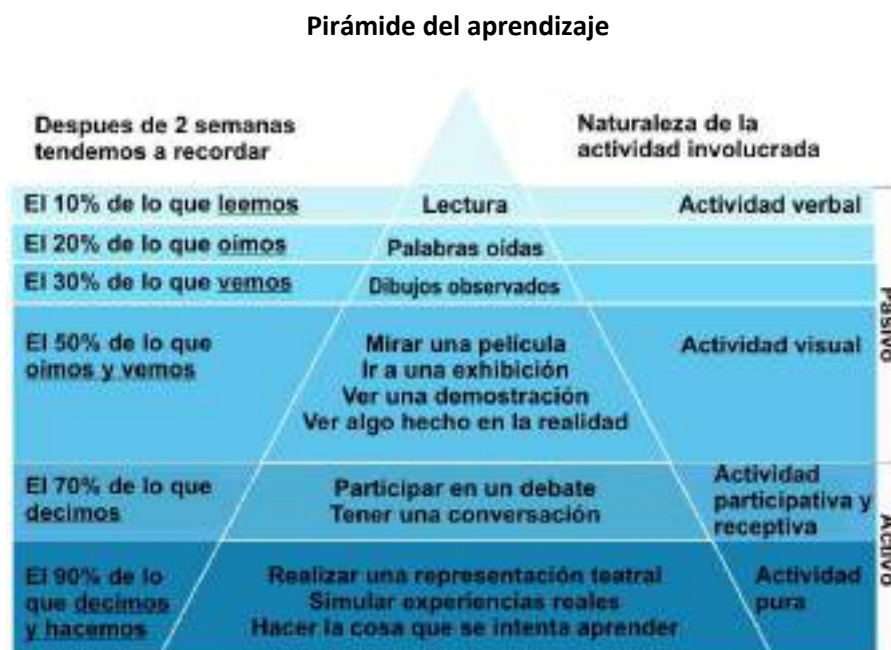 Pirámide del aprendizaje
Despues de 2 semanas
tendemos a recordar
Naturaleza de la
actividad involucrada
El 10% de lo que leemos
Lectura
Actividad verbal
El 20% de lo que oimos
Palabras oidas
El 30% de lo que vemos
Dibujos observados
El 50% de lo que
oimos y vemos
Mirar una pelicula
Ir a una exhibición
Ver una demostración
Ver algo hecho en la realidad
Actividad visual
Pasivo
El 70% de lo que
decimos
Participar en un debate
Tener una conversación
Actividad
participativa y
receptiva
El 90% de lo
que decimos
y hacemos
Realizar una representación teatral
Simular experiencias reales
Hacer la cosa que se intenta aprender
Actividad
pura
Activo